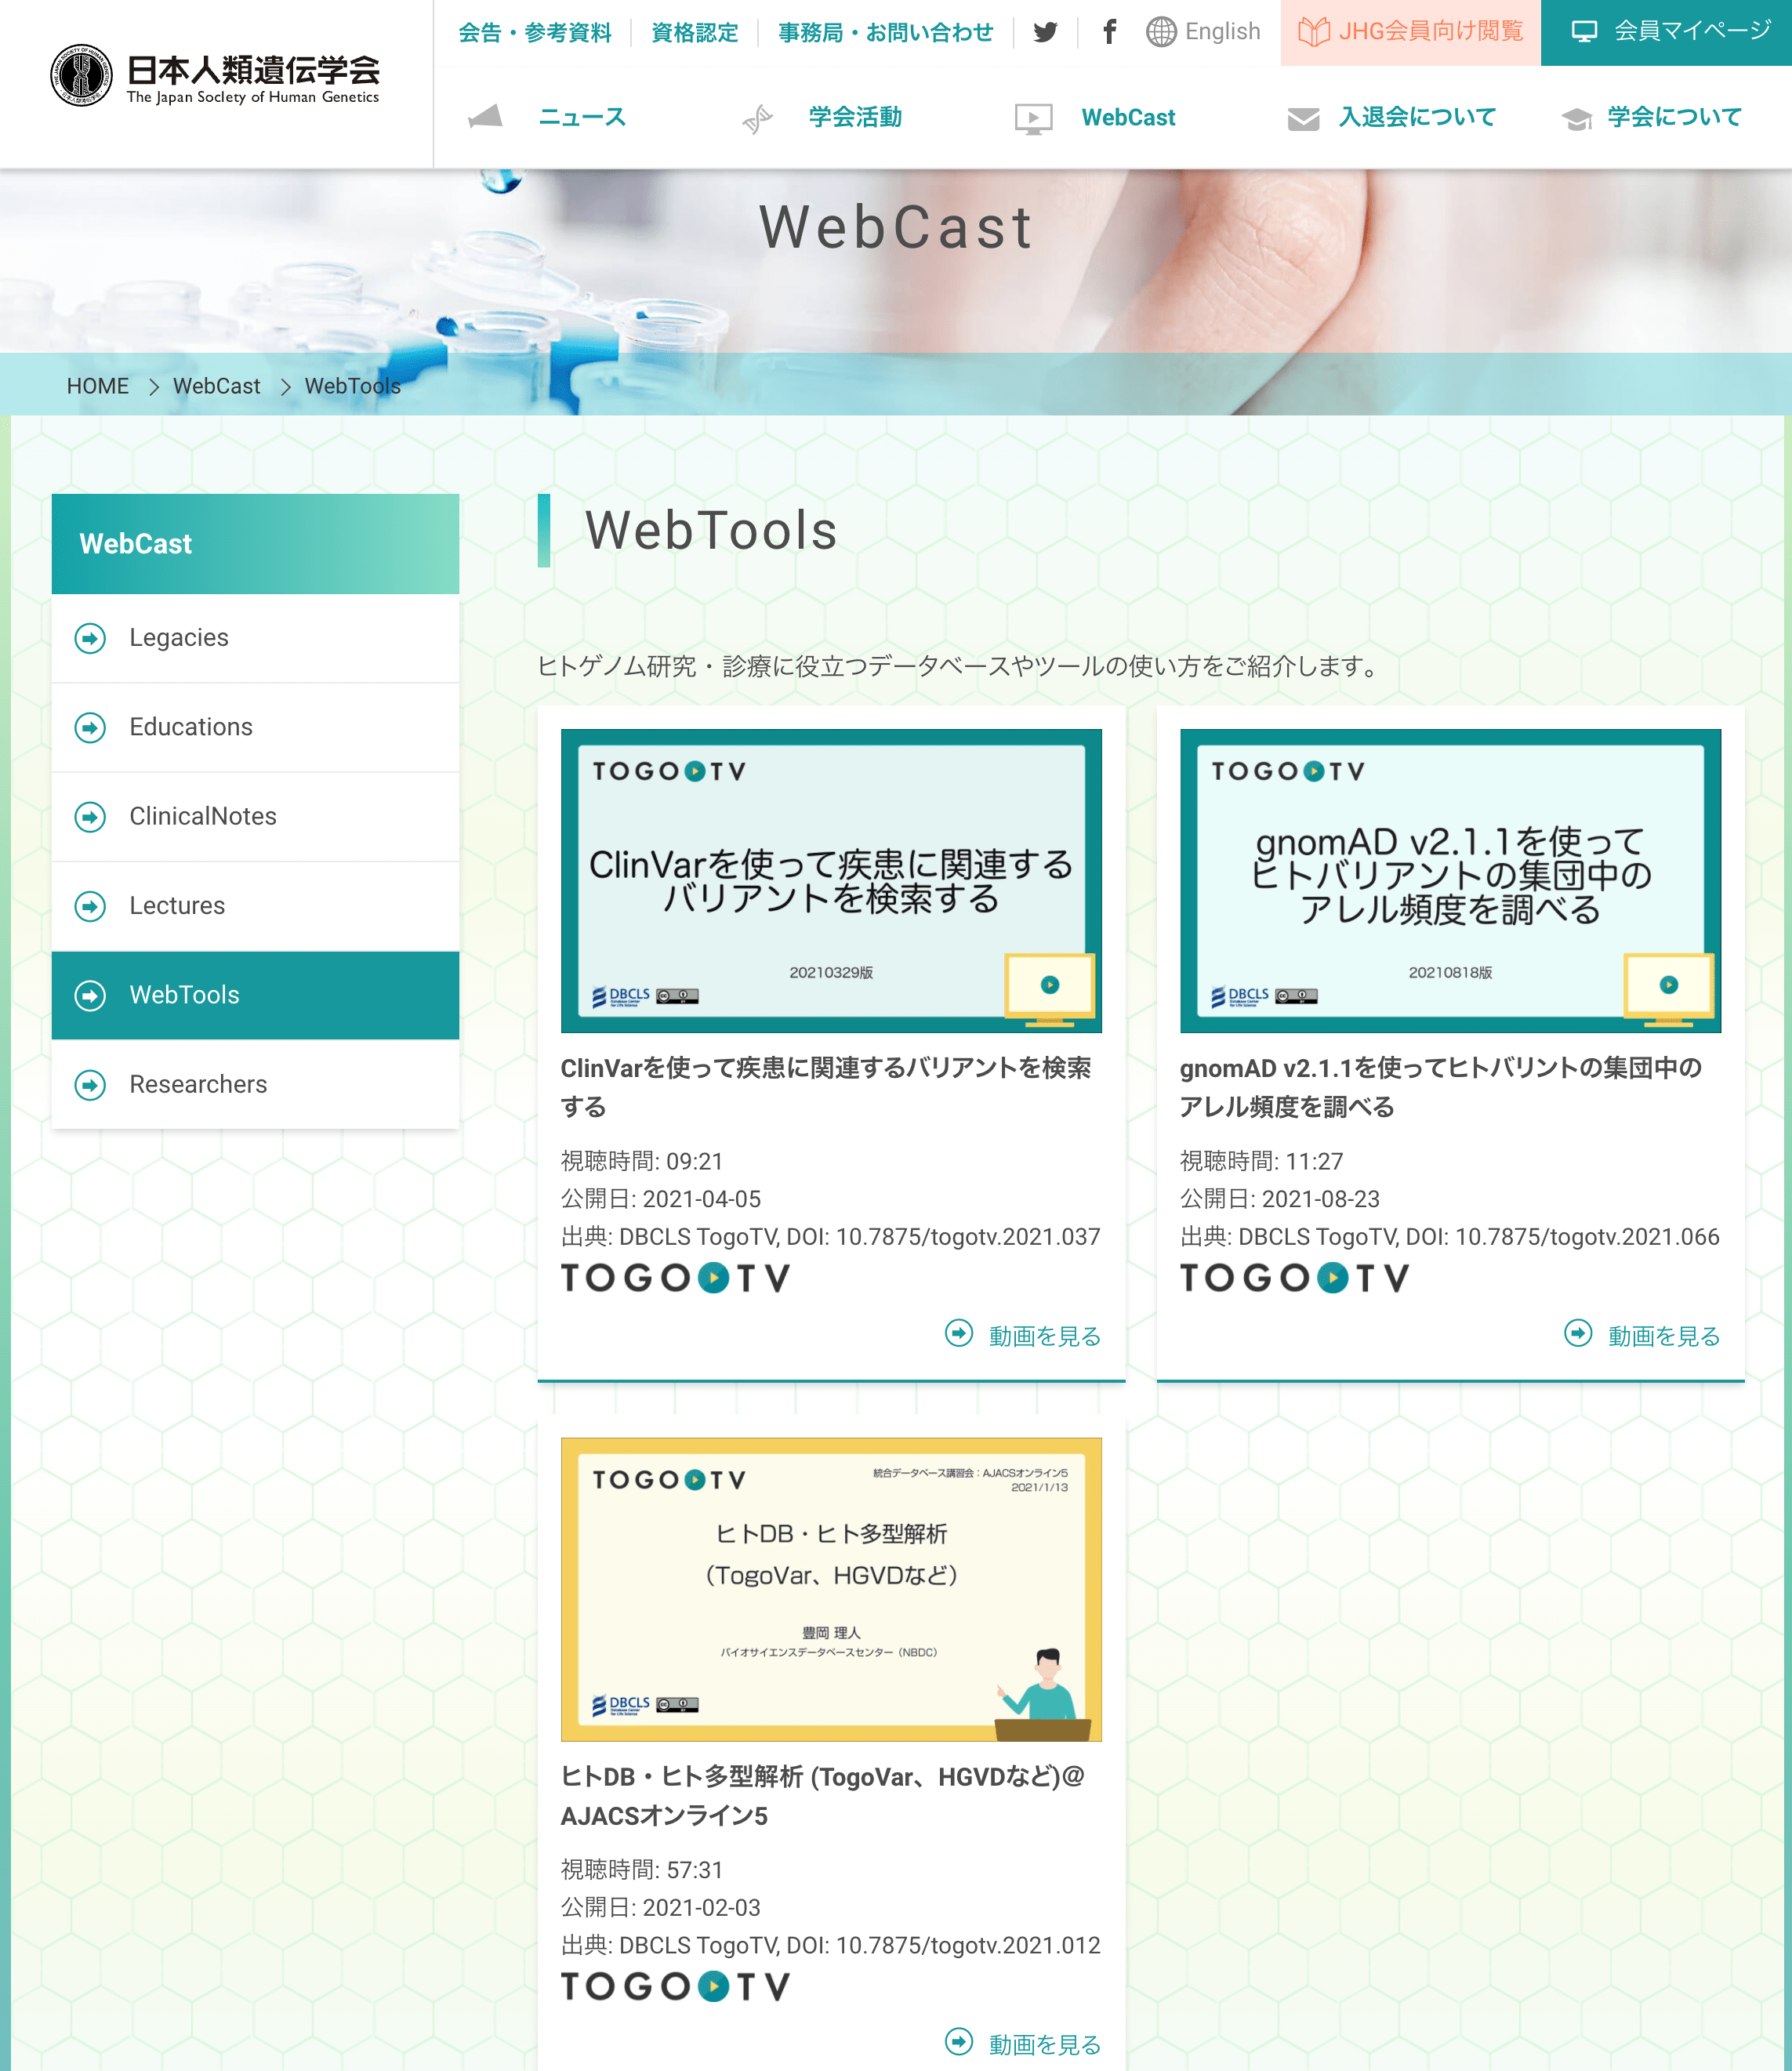 日本人類遺伝学会
The Japan Society of Human Genetics
会告・参考資料
資格認定
事務局・お問い合わせ
English
JHG会員向け閲覧
会員マイページ
ニュース
学会活動
WebCast
入退会について
学会について
WebCast
HOME
WebCast
WebTools
WebCast
Legacies
Educations
ClinicalNotes
Lectures
WebTools
Researchers
WebTools
ヒトゲノム研究・診療に役立つデータベースやツールの使い方をご紹介します。
TOGO TV
ClinVarを使って疾患に関連する
バリアントを検索する
20210329版
DBCLS
Database Center
for Life Science
ClinVarを使って疾患に関連するバリアントを検索
する
視聴時間: 09:21
公開日: 2021-04-05
出典: DBCLS TogoTV, DOI: 10.7875/togotv.2021.037
TOGO TV
動画を見る
TOGO TV
gnomAD v2.1.1を使って
ヒトバリアントの集団中の
アレル頻度を調べる
20210818版
DBCLS
Database Center
for Life Science
gnomAD v2.1.1を使ってヒトバリントの集団中の
アレル頻度を調べる
視聴時間: 11:27
公開日: 2021-08-23
出典: DBCLS TogoTV, DOI: 10.7875/togotv.2021.066
TOGO TV
動画を見る
TOGO TV
統合データベース講習会：AJACSオンライン5
2021/1/13
ヒトDB・ヒト多型解析
（TogoVar、HGVDなど）
豊岡 理人
バイオサイエンスデータベースセンター（NBDC）
DBCLS
Database Center
for Life Science
ヒトDB・ヒト多型解析 (TogoVar、HGVDなど)@
AJACSオンライン5
視聴時間: 57:31
公開日: 2021-02-03
出典: DBCLS TogoTV, DOI: 10.7875/togotv.2021.012
TOGO TV
動画を見る